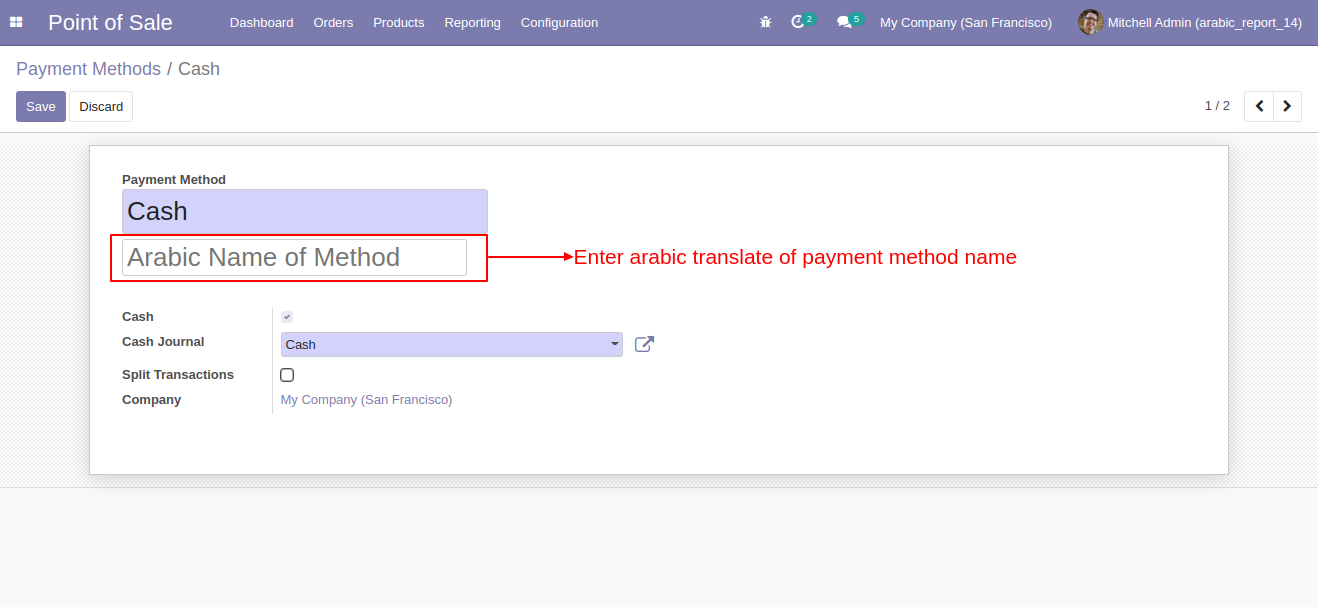 Point of Sale Dashboard Orders Products Reporting Configuration 2 5 My Company (San Francisco) Mitchell Admin (arabic_report_14)
Payment Methods / Cash
Save Discard 1 / 2
Payment Method
Cash
Arabic Name of Method Enter arabic translate of payment method name
Cash
Cash Journal Cash
Split Transactions
Company My Company (San Francisco)